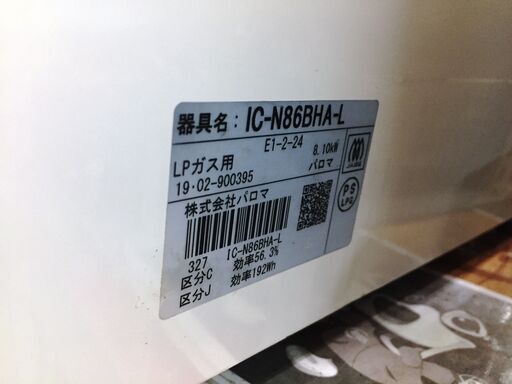 器具名: IC-N86BHA-L
E1-2-24
LPガス用 8.10kW
19・02-900395 パロマ
株式会社パロマ
PS
LPG
327 IC-N86BHA-L
区分C 効率56.3%
区分J 効率192Wh